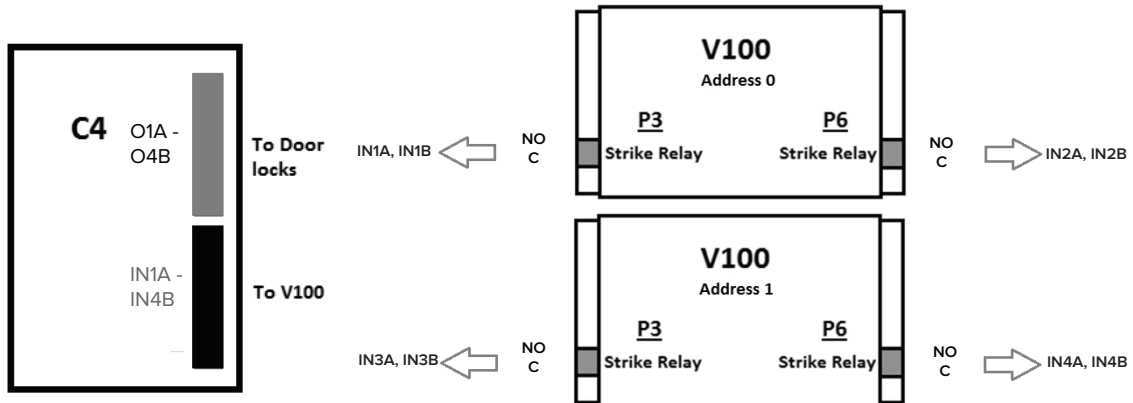 C4
O1A -
O4B
To Door
locks
IN1A -
IN4B
To V100
V100
Address 0
P3
Strike Relay
P6
Strike Relay
NO
C
IN1A, IN1B
NO
C
IN2A, IN2B
V100
Address 1
P3
Strike Relay
P6
Strike Relay
NO
C
IN3A, IN3B
NO
C
IN4A, IN4B